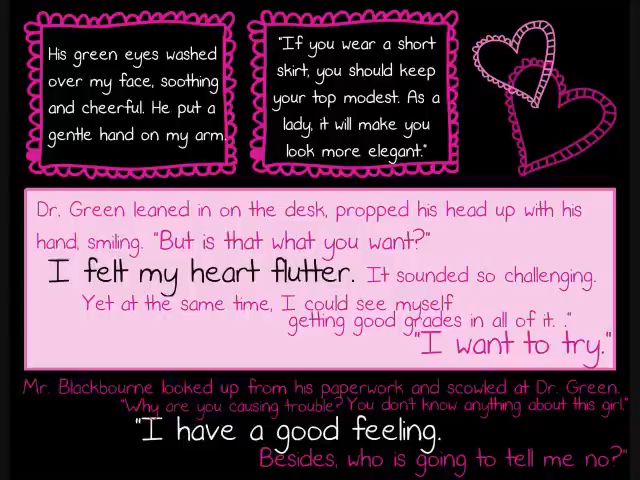 His green eyes washed
over my face, soothing
and cheerful. He put a
gentle hand on my arm.
"If you wear a short
skirt, you should keep
your top modest. As a
lady, it will make you
look more elegant."
Dr. Green leaned in on the desk, propped his head up with his
hand, smiling. "But is that what you want?"
I felt my heart flutter. It sounded so challenging.
Yet at the same time, I could see myself
getting good grades in all of it. ."
"I want to try."
Mr. Blackbourne looked up from his paperwork and scowled at Dr. Green.
"Why are you causing trouble? You don't know anything about this girl."
"I have a good feeling.
Besides, who is going to tell me no?"